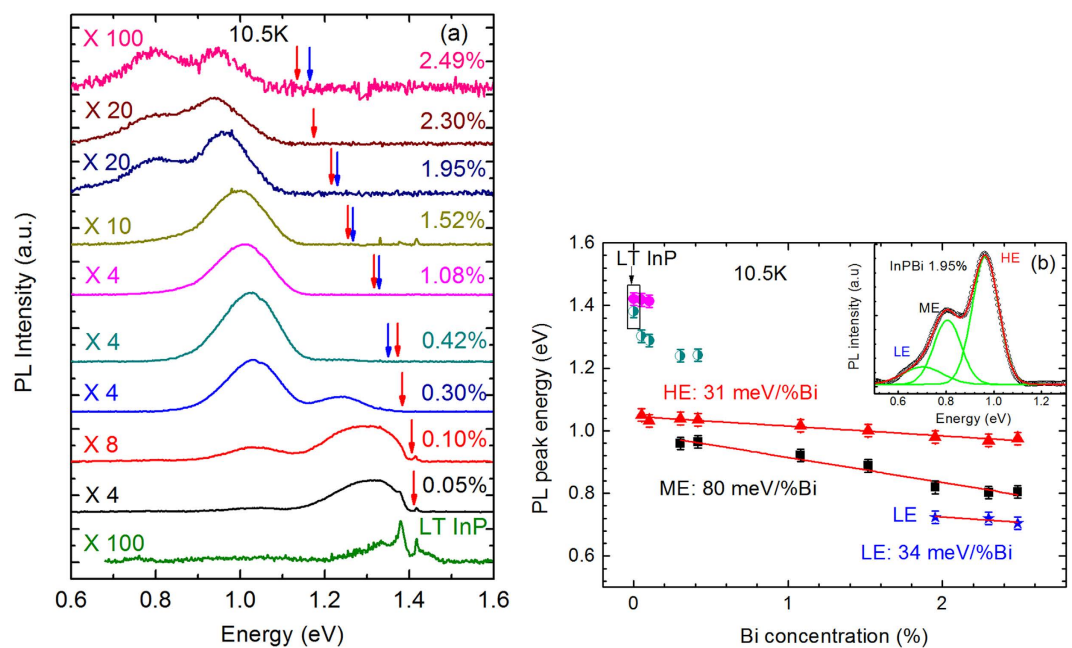 (a)
10.5K
X 100
2.49%
X 20
2.30%
X 20
1.95%
X 10
1.52%
X 4
1.08%
X 4
0.42%
X 4
0.30%
X 8
0.10%
X 4
0.05%
LT InP
X 100
PL Intensity (a.u.)
0.6 0.8 1.0 1.2 1.4 1.6
Energy (eV)
PL peak energy (eV)
1.6
1.4
1.2
1.0
0.8
0.6
LT InP
10.5K
(b)
HE: 31 meV/%Bi
ME: 80 meV/%Bi
LE
LE: 34 meV/%Bi
InPBi 1.95%
HE
ME
LE
PL intensity (a.u)
0.6 0.8 1.0 1.2
Energy (eV)
0 1 2
Bi concentration (%)